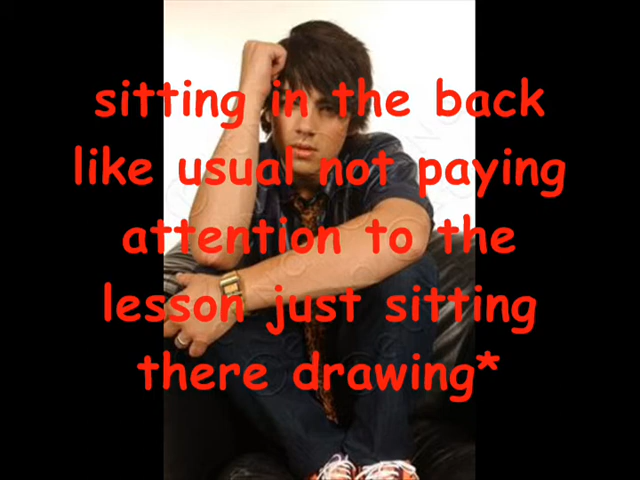 sitting in the back
like usual not paying
attention to the
lesson just sitting
there drawing*